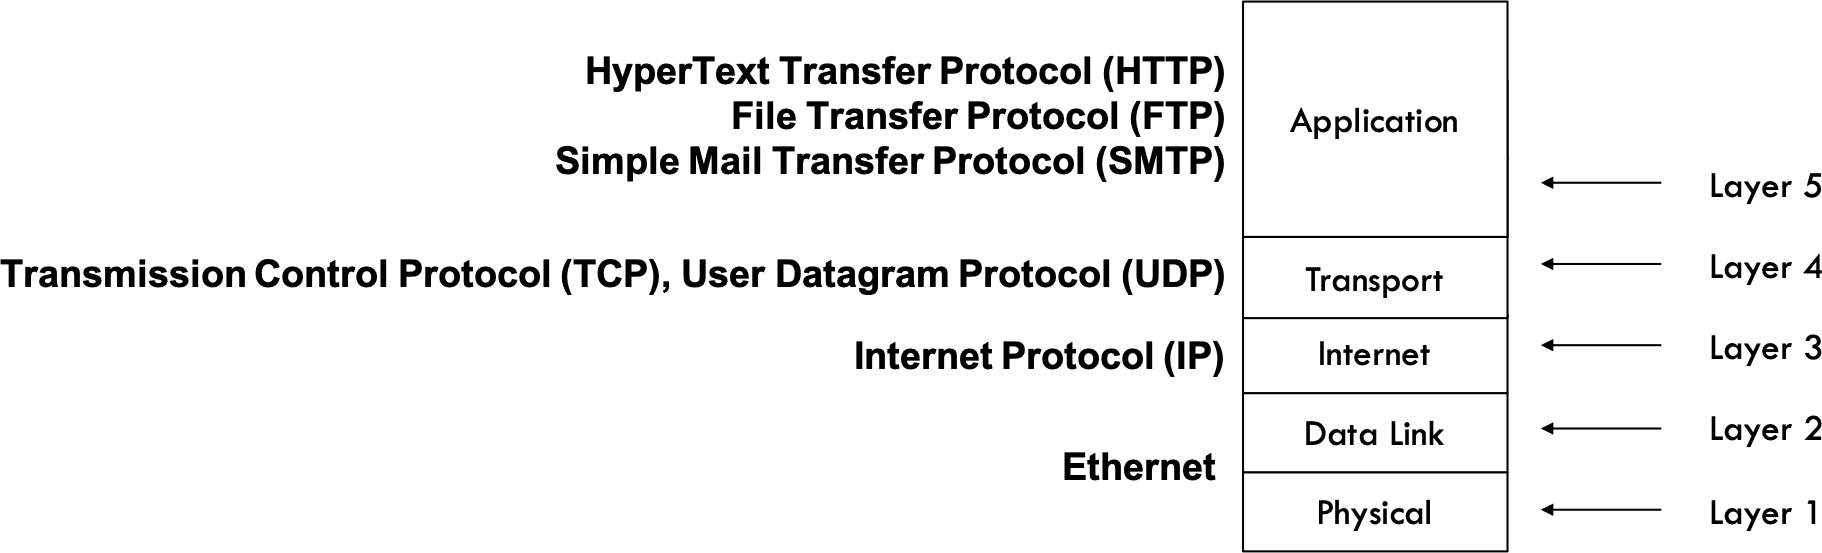 HyperText Transfer Protocol (HTTP)
File Transfer Protocol (FTP)
Application
Simple Mail Transfer Protocol (SMTP)
Layer 5
Transmission Control Protocol (TCP), User Datagram Protocol (UDP)
Transport
Layer 4
Internet Protocol (IP)
Internet
Layer 3
Data Link
Layer 2
Ethernet
Physical
Layer 1